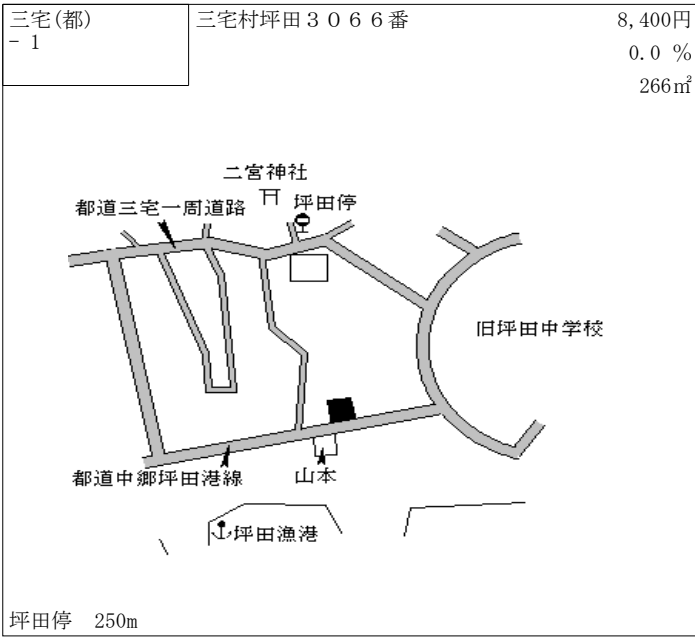 三宅(都)
- 1
三宅村坪田３０６６番
8,400円
0.0 %
266㎡
二宮神社
坪田停
都道三宅一周道路
旧坪田中学校
都道中郷坪田港線
山本
坪田漁港
坪田停 250m